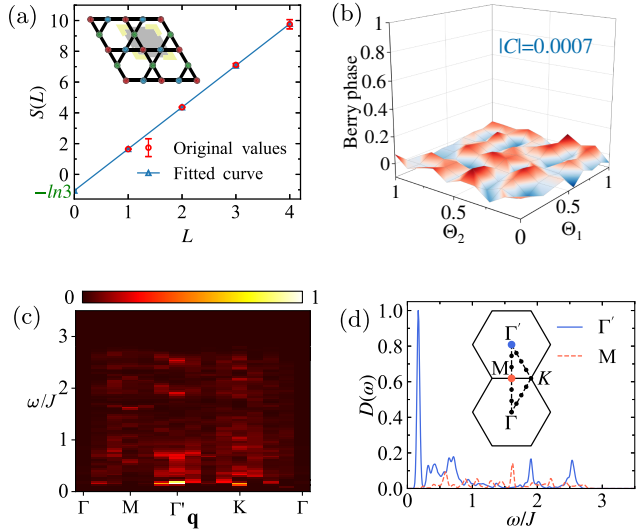 (a)
10
8
6
4
2
0
−ln3
S(L)
Original values
Fitted curve
0 1 2 3 4
L
(b)
|C|=0.0007
Berry phase
1
0.8
0.6
0.4
0.2
0
1 0.5 0
Θ2
0.5 1
Θ1
(c)
0 1
3
2
1
0
ω/J
Γ M Γ' K Γ
q
(d)
1.0
0.8
0.6
0.4
0.2
0.0
D(ω)
Γ'
M
Γ'
M
K
Γ
0 1 2 3
ω/J